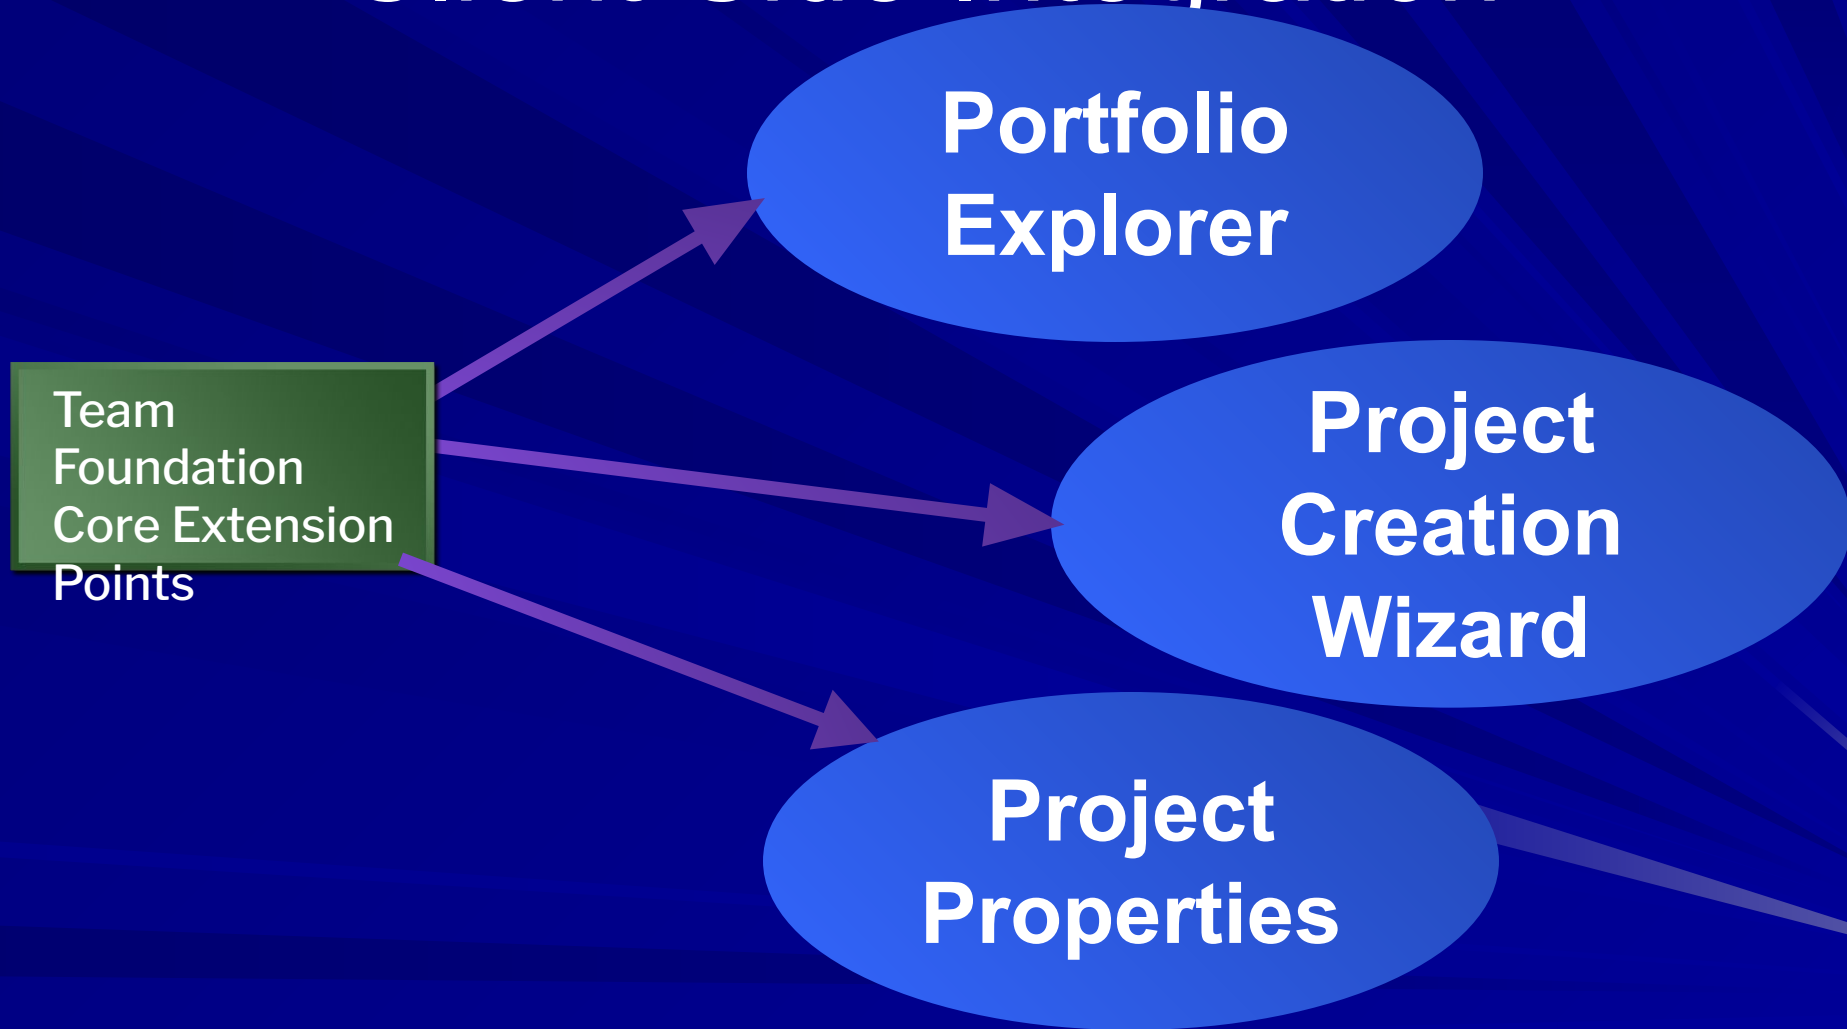 Portfolio
Explorer
Team
Foundation
Core Extension
Points
Project
Creation
Wizard
Project
Properties